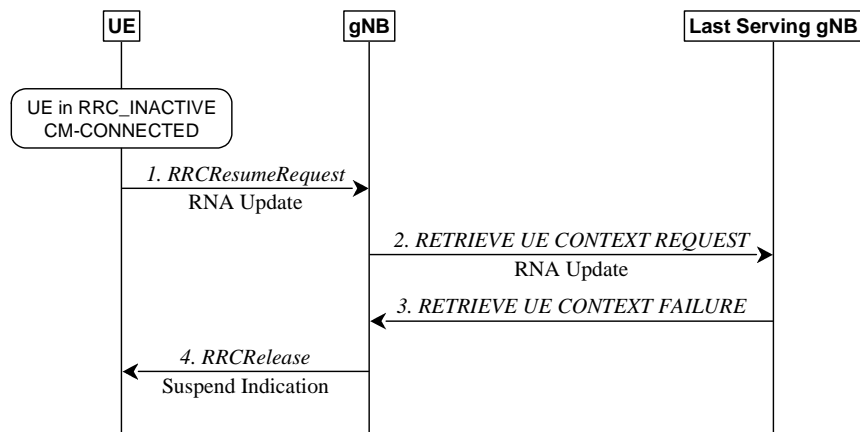 UE
gNB
Last Serving gNB
UE in RRC_INACTIVE
CM-CONNECTED
1. RRCResumeRequest
RNA Update
2. RETRIEVE UE CONTEXT REQUEST
RNA Update
3. RETRIEVE UE CONTEXT FAILURE
4. RRCRelease
Suspend Indication